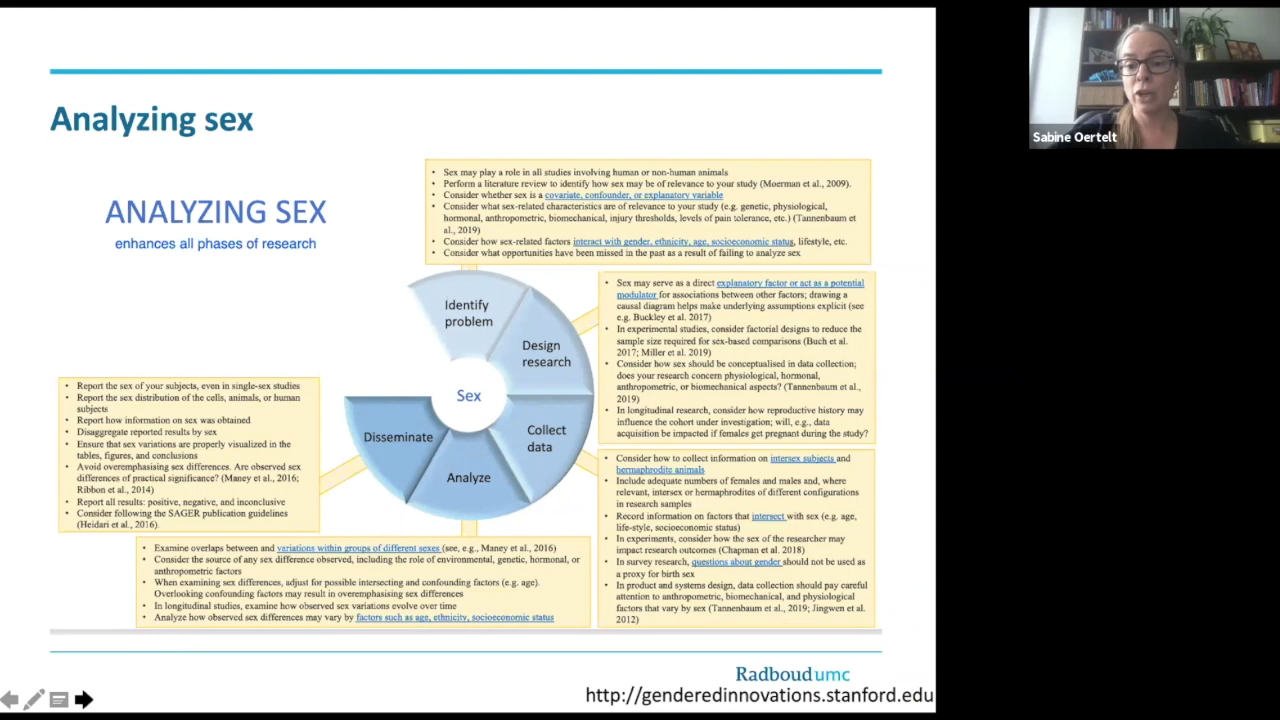 Analyzing sex
ANALYZING SEX
enhances all phases of research
• Sex may play a role in all studies involving human or non-human animals
• Perform a literature review to identify how sex may be of relevance to your study (Moerman et al., 2009).
• Consider whether sex is a covariate, confounder, or explanatory variable
• Consider what sex-related characteristics are of relevance to your study (e.g. genetic, physiological,
hormonal, anthropometric, biomechanical, injury thresholds, levels of pain tolerance, etc.) (Tannenbaum et
al., 2019)
• Consider how sex-related factors interact with gender, ethnicity, age, socioeconomic status, lifestyle, etc.
• Consider what opportunities have been missed in the past as a result of failing to analyze sex
Identify
problem
Design
research
Collect
data
Analyze
Disseminate
Sex
• Sex may serve as a direct explanatory factor or act as a potential
modulator for associations between other factors; drawing a
causal diagram helps make underlying assumptions explicit (see
e.g. Buckley et al. 2017)
• In experimental studies, consider factorial designs to reduce the
sample size required for sex-based comparisons (Buch et al.
2017; Miller et al. 2019)
• Consider how sex should be conceptualised in data collection;
does your research concern physiological, hormonal,
anthropometric, or biomechanical aspects? (Tannenbaum et al.,
2019)
• In longitudinal research, consider how reproductive history may
influence the cohort under investigation; will, e.g., data
acquisition be impacted if females get pregnant during the study?
• Consider how to collect information on intersex subjects and
hermaphrodite animals
• Include adequate numbers of females and males and, where
relevant, intersex or hermaphrodites of different configurations
in research samples
• Record information on factors that intersect with sex (e.g. age,
life-style, socioeconomic status)
• In experiments, consider how the sex of the researcher may
impact research outcomes (Chapman et al. 2018)
• In survey research, questions about gender should not be used as
a proxy for birth sex
• In product and systems design, data collection should pay careful
attention to anthropometric, biomechanical, and physiological
factors that vary by sex (Tannenbaum et al., 2019; Jingwen et al.
2012)
• Examine overlaps between and variations within groups of different sexes (see, e.g., Maney et al., 2016)
• Consider the source of any sex difference observed, including the role of environmental, genetic, hormonal, or
anthropometric factors
• When examining sex differences, adjust for possible intersecting and confounding factors (e.g. age).
Overlooking confounding factors may result in overemphasising sex differences
• In longitudinal studies, examine how observed sex variations evolve over time
• Analyze how observed sex differences may vary by factors such as age, ethnicity, socioeconomic status
• Report the sex of your subjects, even in single-sex studies
• Report the sex distribution of the cells, animals, or human
subjects
• Report how information on sex was obtained
• Disaggregate reported results by sex
• Ensure that sex variations are properly visualized in the
tables, figures, and conclusions
• Avoid overemphasising sex differences. Are observed sex
differences of practical significance? (Maney et al., 2016;
Ribbon et al., 2014)
• Report all results: positive, negative, and inconclusive
• Consider following the SAGER publication guidelines
(Heidari et al., 2016).
Radboudumc
http://genderedinnovations.stanford.edu
Sabine Oertelt